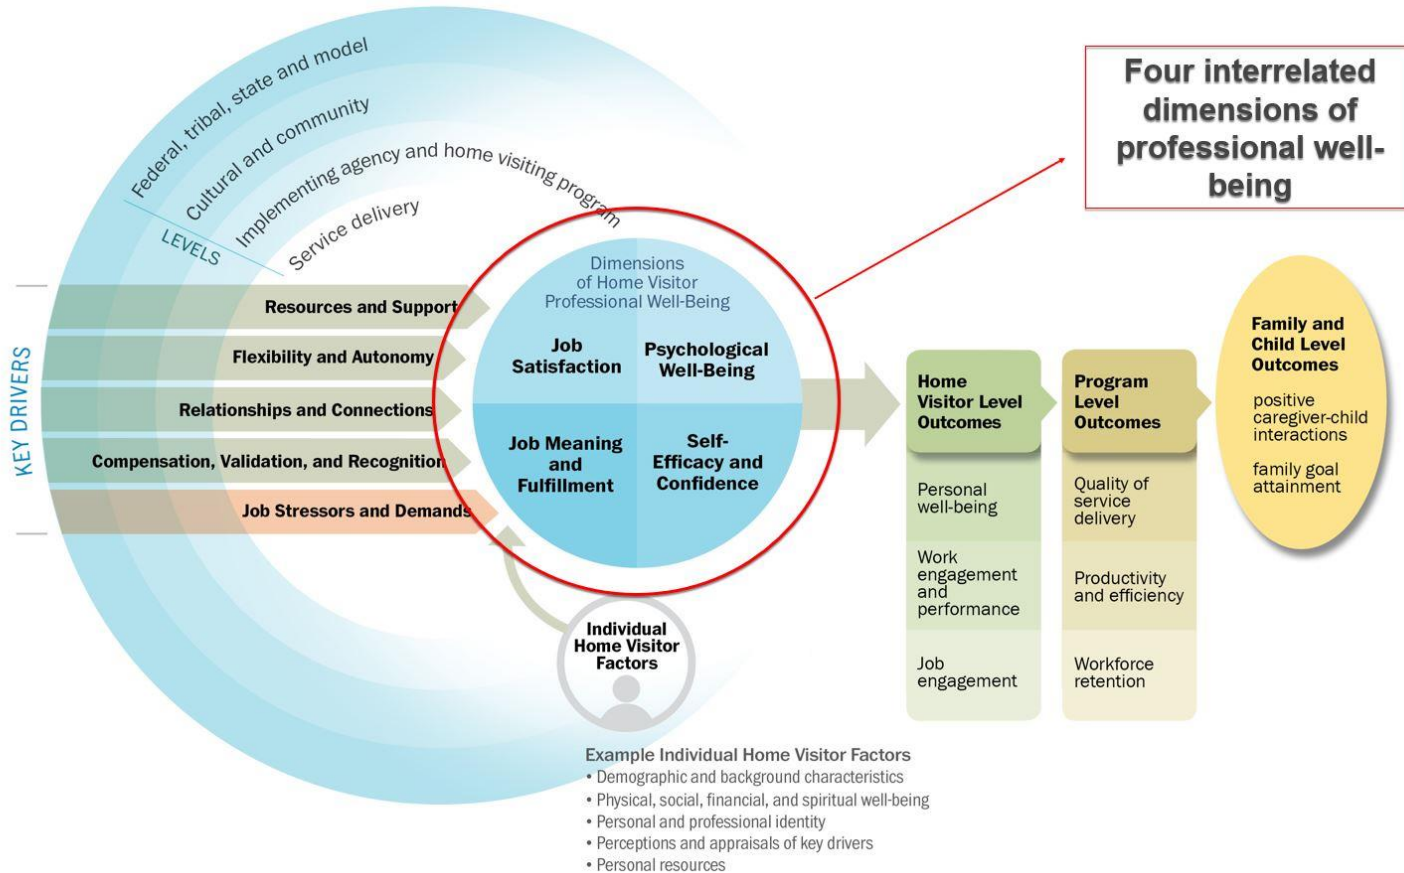 Federal, tribal, state and model
Cultural and community
Implementing agency and home visiting program
Service delivery
LEVELS
KEY DRIVERS
Resources and Support
Flexibility and Autonomy
Relationships and Connections
Compensation, Validation, and Recognition
Job Stressors and Demands
Dimensions
of Home Visitor
Professional Well-Being
Job
Satisfaction
Psychological
Well-Being
Job Meaning
and
Fulfillment
Self-
Efficacy and
Confidence
Four interrelated
dimensions of
professional well-
being
Individual
Home Visitor
Factors
Example Individual Home Visitor Factors
• Demographic and background characteristics
• Physical, social, financial, and spiritual well-being
• Personal and professional identity
• Perceptions and appraisals of key drivers
• Personal resources
Home
Visitor Level
Outcomes
Personal
well-being
Work
engagement
and
performance
Job
engagement
Program
Level
Outcomes
Quality of
service
delivery
Productivity
and efficiency
Workforce
retention
Family and
Child Level
Outcomes
positive
caregiver-child
interactions
family goal
attainment